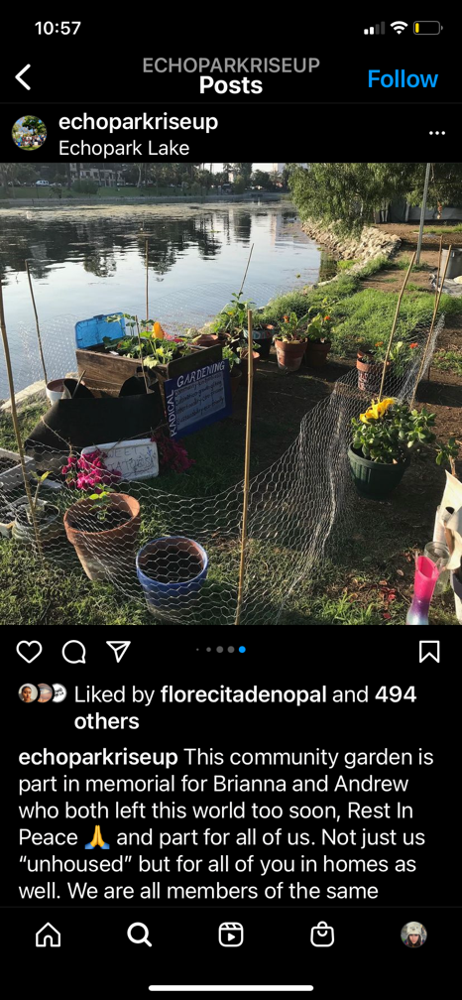 10:57
ECHOPARKRISEUP
Posts
Follow
echoparkriseup
Echopark Lake
RADICAL GARDENING
Liked by florecitadenopal and 494
others
echoparkriseup This community garden is
part in memorial for Brianna and Andrew
who both left this world too soon, Rest In
Peace 🙏 and part for all of us. Not just us
“unhoused” but for all of you in homes as
well. We are all members of the same